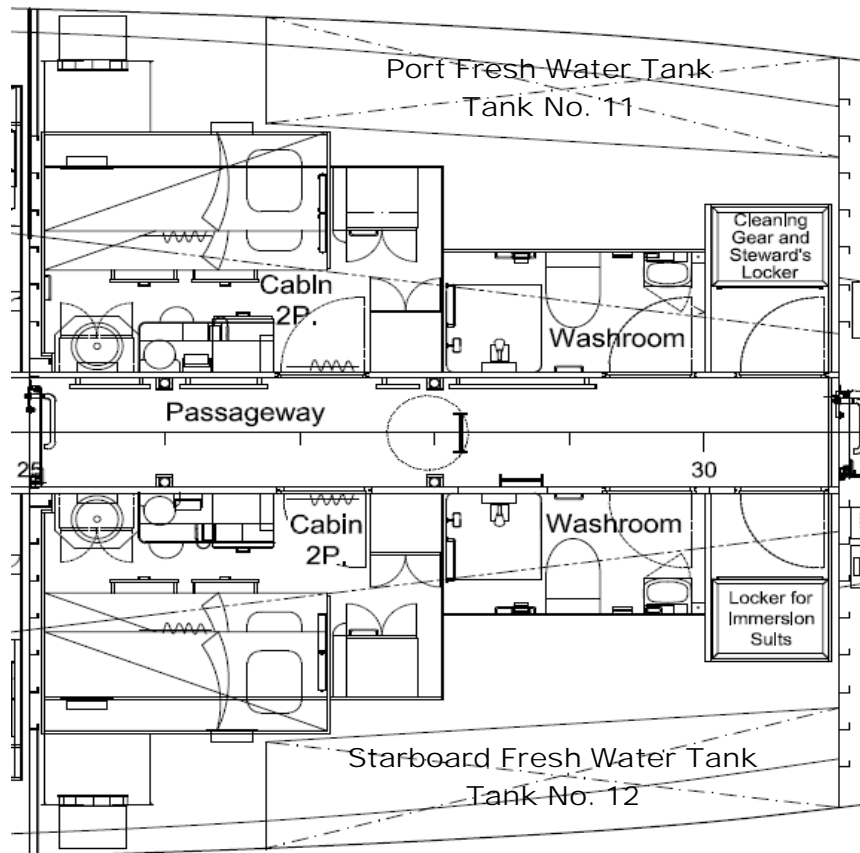 Port Fresh Water Tank
Tank No. 11
Cleaning
Gear and
Steward's
Locker
Cabin
2P.
Washroom
Passageway
25
30
Cabin
2P.
Washroom
Locker for
Immersion
Suits
Starboard Fresh Water Tank
Tank No. 12